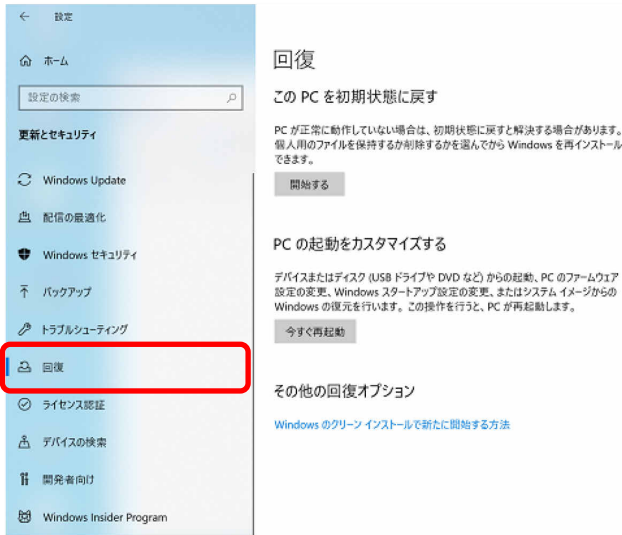 設定
ホーム
設定の検索
更新とセキュリティ
Windows Update
配信の最適化
Windows セキュリティ
バックアップ
トラブルシューティング
回復
ライセンス認証
デバイスの検索
開発者向け
Windows Insider Program
回復
この PC を初期状態に戻す
PC が正常に動作していない場合は、初期状態に戻すと解決する場合があります。
個人用のファイルを保持するか削除するかを選んでから Windows を再インストール
できます。
開始する
PC の起動をカスタマイズする
デバイスまたはディスク (USB ドライブや DVD など) からの起動、PC のファームウェア
設定の変更、Windows スタートアップ設定の変更、またはシステム イメージからの
Windows の復元を行います。この操作を行うと、PC が再起動します。
今すぐ再起動
その他の回復オプション
Windows のクリーン インストールで新たに開始する方法